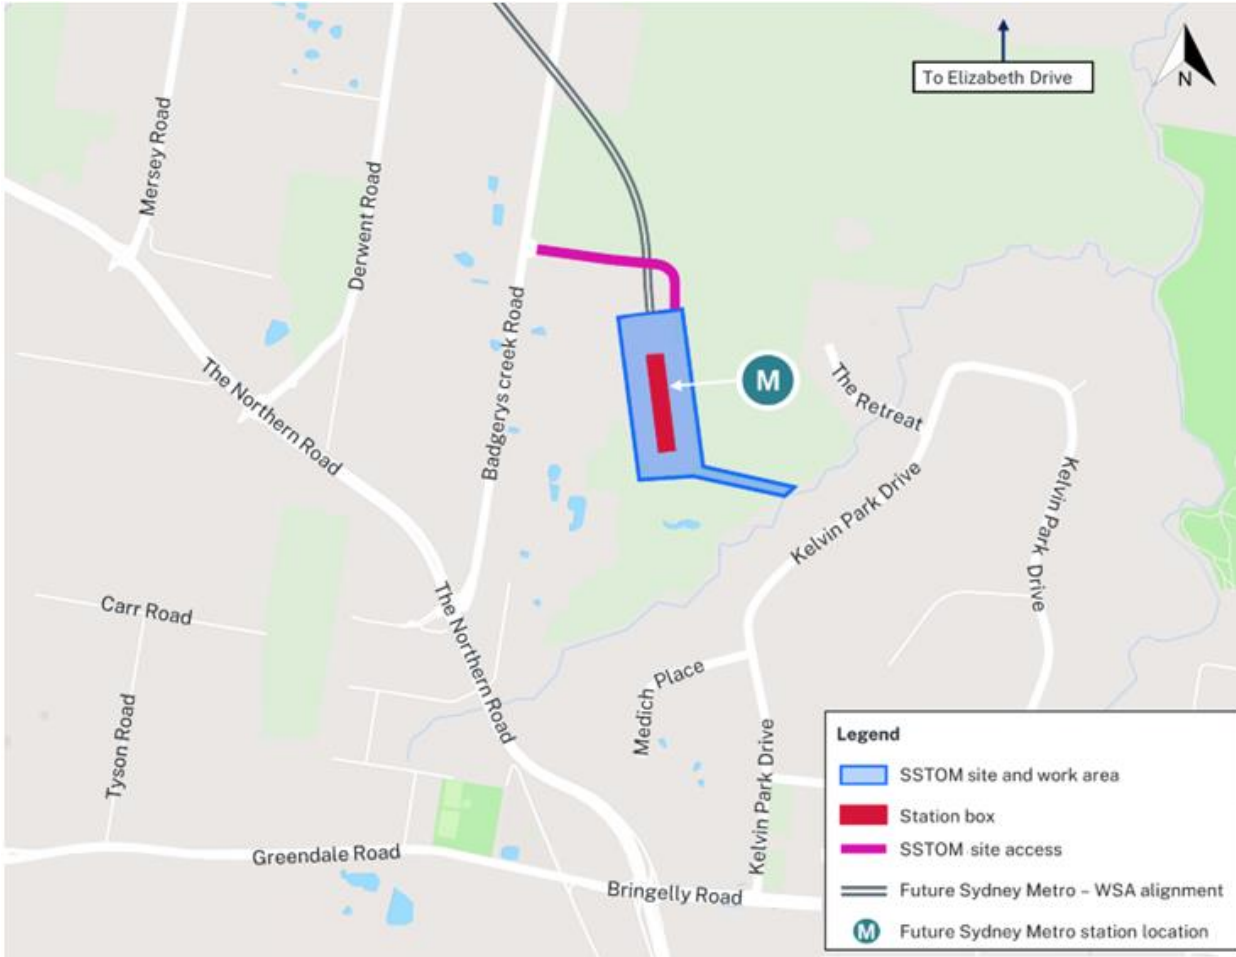 To Elizabeth Drive
N
Mersey Road
Derwent Road
Badgerys creek Road
The Northern Road
M
The Retreat
Kelvin Park Drive
Kelvin Park Drive
Carr Road
The Northern Road
Tyson Road
Medich Place
Kelvin Park Drive
Greendale Road
Bringelly Road
Legend
SSTOM site and work area
Station box
SSTOM site access
Future Sydney Metro – WSA alignment
M Future Sydney Metro station location